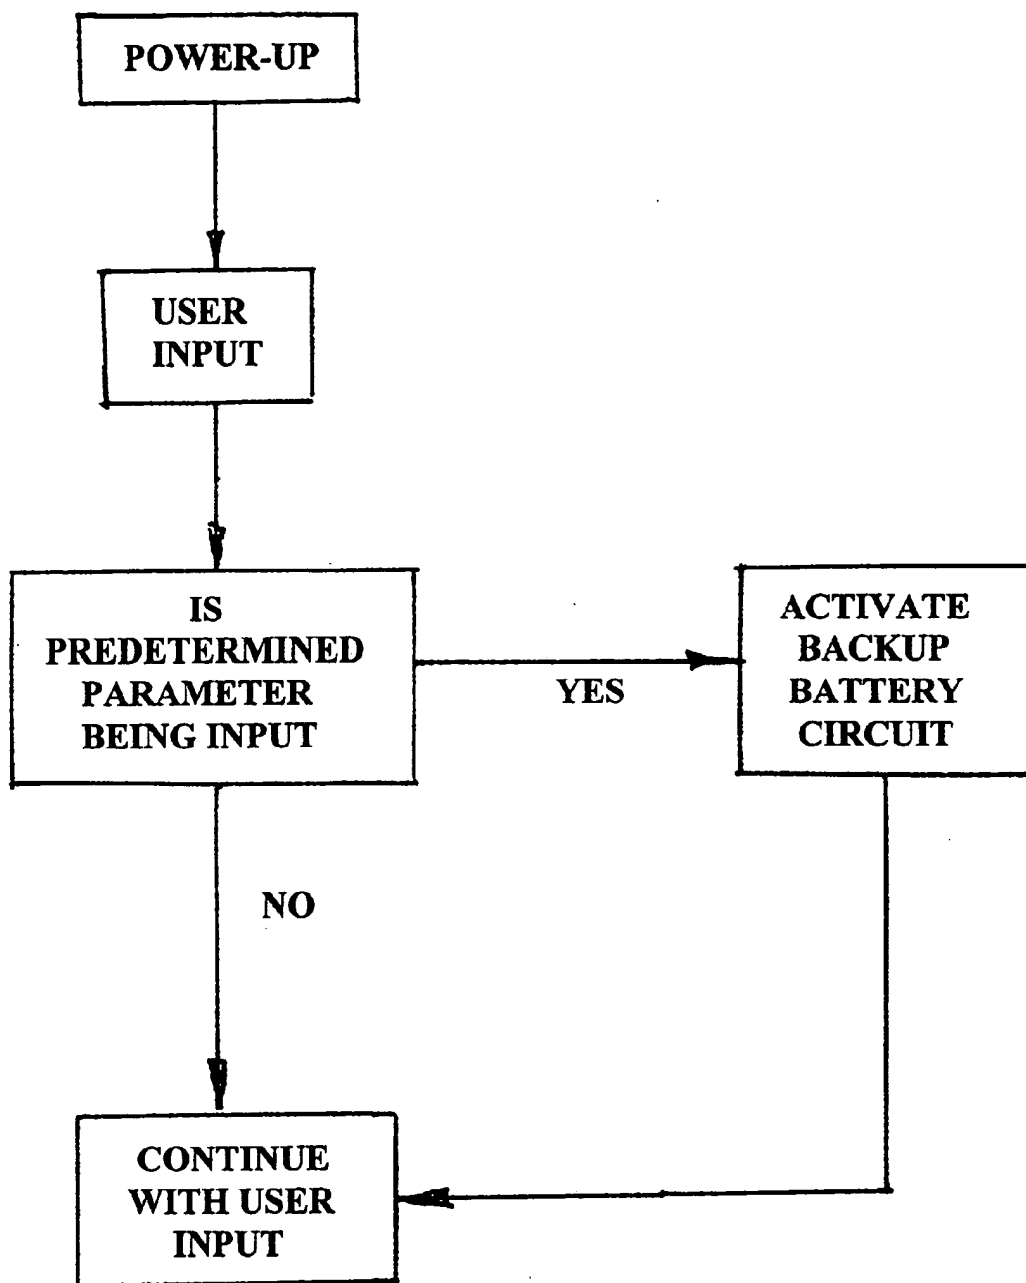 POWER-UP
USER
INPUT
IS
PREDETERMINED
PARAMETER
BEING INPUT
YES
ACTIVATE
BACKUP
BATTERY
CIRCUIT
NO
CONTINUE
WITH USER
INPUT